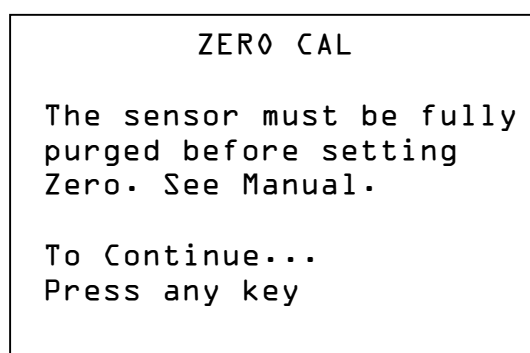 ZERO CAL
The sensor must be fully
purged before setting
Zero. See Manual.
To Continue...
Press any key